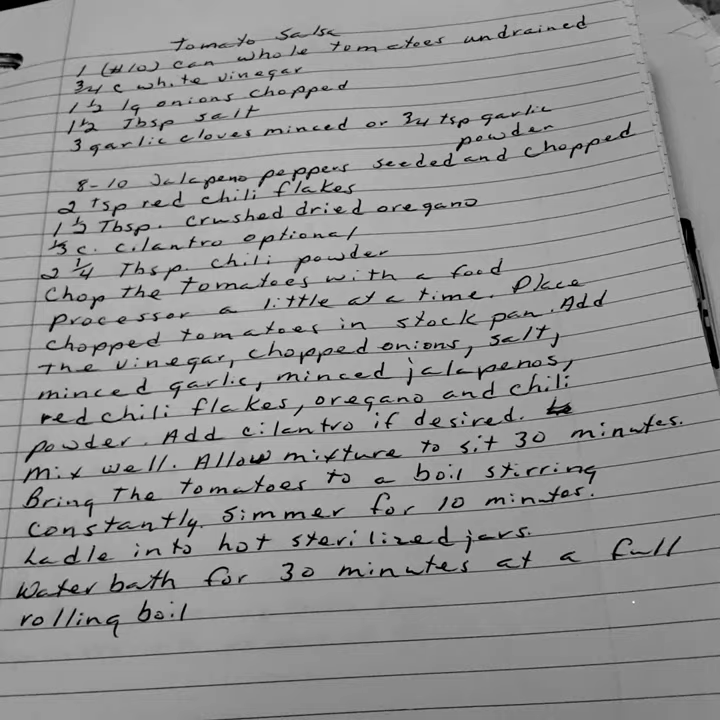 Tomato Salsa
1 (#10) can whole tomatoes undrained
3/4 c white vinegar
1 1/2 lg onions chopped
1 1/2 Tbsp salt
3 garlic cloves minced or 3/4 tsp garlic
powder
8-10 Jalapeno peppers seeded and chopped
2 tsp red chili flakes
1 1/2 Tbsp. crushed dried oregano
1/3 c. cilantro optional
2 1/4 Tbsp. chili powder
Chop the tomatoes with a food
processor a little at a time. Place
chopped tomatoes in stock pan. Add
the vinegar, chopped onions, salt,
minced garlic, minced jalapenos,
red chili flakes, oregano and chili
powder. Add cilantro if desired.
Mix well. Allow mixture to sit 30 minutes.
Bring The tomatoes to a boil stirring
constantly. Simmer for 10 minutes.
Ladle into hot sterilized jars.
Water bath for 30 minutes at a full
rolling boil